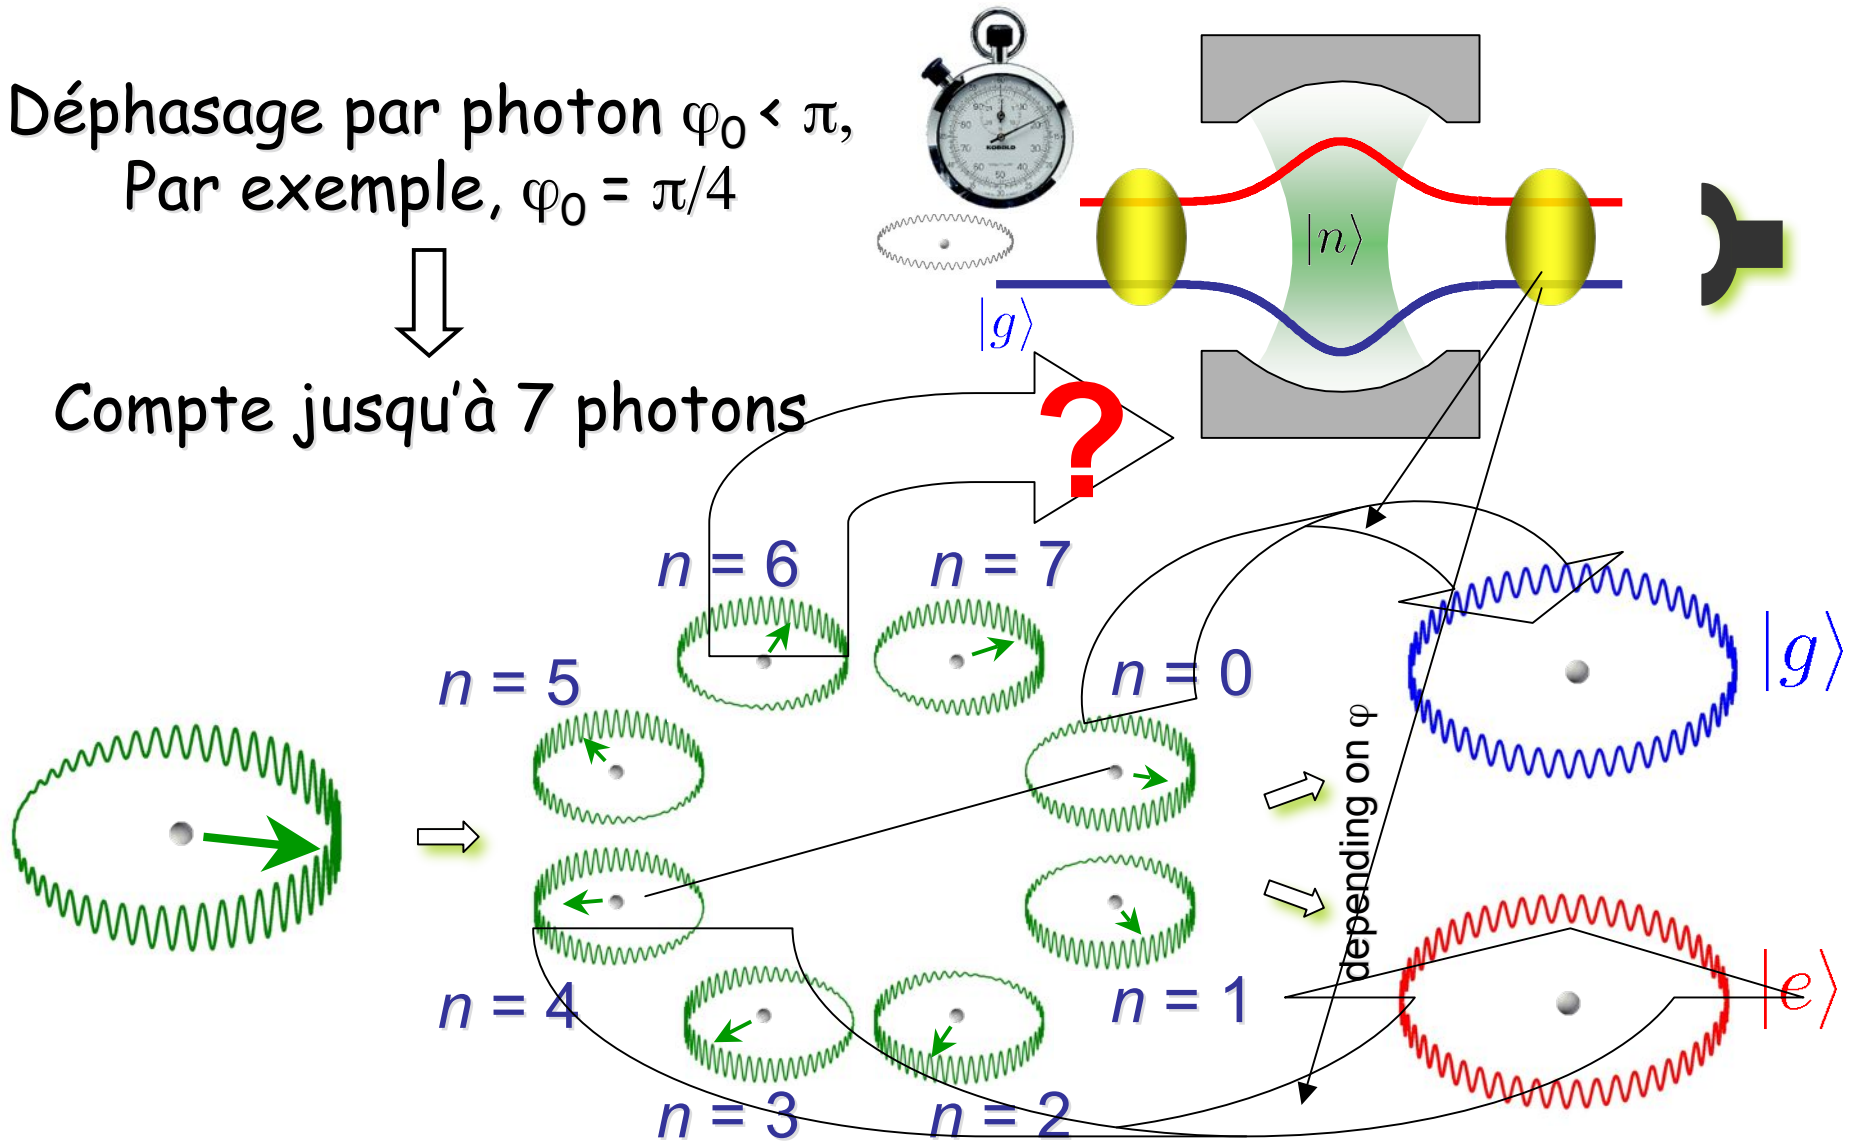 Déphasage par photon φ0 < π,
Par exemple, φ0 = π/4
Compte jusqu'à 7 photons
|n⟩
|g⟩
?
n = 6
n = 7
n = 5
n = 0
|g⟩
depending on φ
n = 4
n = 1
|e⟩
n = 3
n = 2
KOBOLD